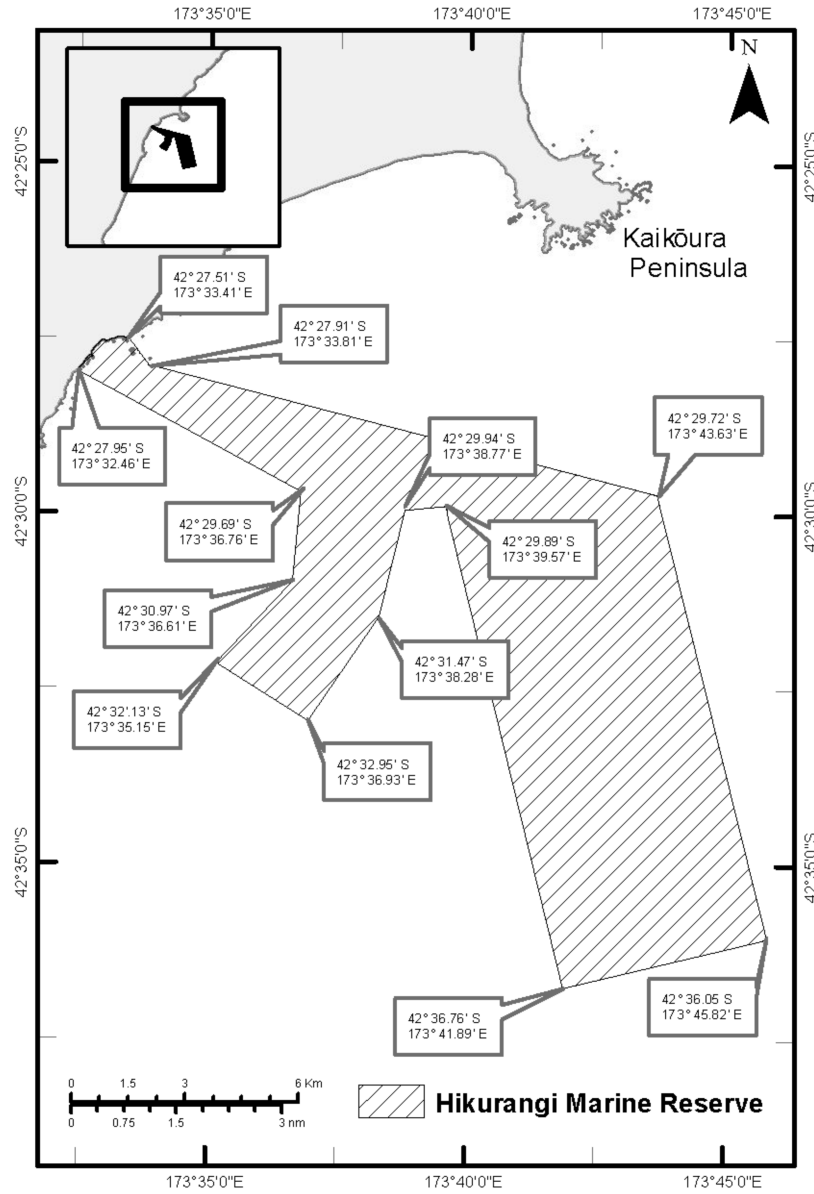 173°35'0"E 173°40'0"E 173°45'0"E
N
42°25'0"S
42°25'0"S
Kaikōura
Peninsula
42° 27.51' S
173° 33.41' E
42° 27.91' S
173° 33.81' E
42° 27.95' S
173° 32.46' E
42° 29.94' S
173° 38.77' E
42° 29.72' S
173° 43.63' E
42°30'0"S
42°30'0"S
42° 29.69' S
173° 36.76' E
42° 29.89' S
173° 39.57' E
42° 30.97' S
173° 36.61' E
42° 31.47' S
173° 38.28' E
42° 32'.13' S
173° 35.15' E
42° 32.95' S
173° 36.93' E
42°35'0"S
42°35'0"S
42° 36.76' S
173° 41.89' E
42° 36.05 S
173° 45.82' E
0 1.5 3 6 Km
0 0.75 1.5 3 nm
Hikurangi Marine Reserve
173°35'0"E 173°40'0"E 173°45'0"E